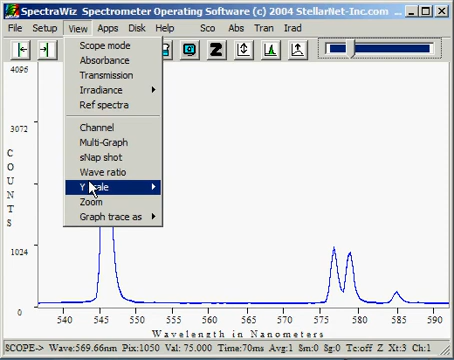 SpectraWiz Spectrometer Operating Software (c) 2004 StellarNet-Inc.com
File Setup View Apps Disk Help Sco Abs Tran Irad
Scope mode
Absorbance
Transmission
Irradiance
Ref spectra
Channel
Multi-Graph
sNap shot
Wave ratio
Y scale
Zoom
Graph trace as
4096
3072
1024
0
COUNTS
540 545 550 555 560 565 570 575 580 585 590
Wavelength in Nanometers
SCOPE-> Wave:569.66nm Pix:1050 Val: 75.000 Time:70ms Avg:1 Sm:0 Sg:0 Tc:off Z Xt:3 Ch:1